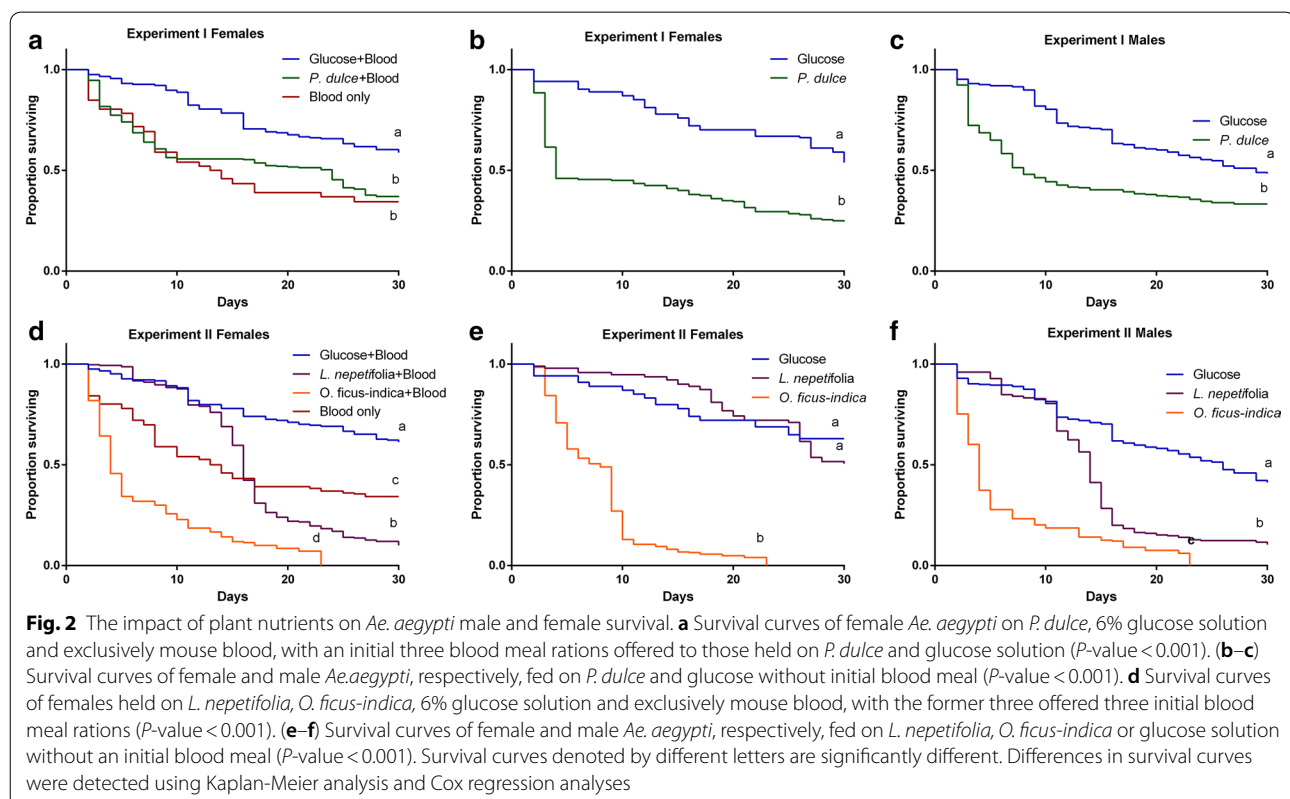 a
Experiment I Females
Glucose+Blood
P. dulce+Blood
Blood only
Proportion surviving
1.0
0.5
0.0
0
10
20
30
Days
a
b
b
b
Experiment I Females
Glucose
P. dulce
Proportion surviving
1.0
0.5
0.0
0
10
20
30
Days
a
b
c
Experiment I Males
Glucose
P. dulce
Proportion surviving
1.0
0.5
0.0
0
10
20
30
Days
a
b
d
Experiment II Females
Glucose+Blood
L. nepetifolia+Blood
O. ficus-indica+Blood
Blood only
Proportion surviving
1.0
0.5
0.0
0
10
20
30
Days
a
c
b
d
e
Experiment II Females
Glucose
L. nepetifolia
O. ficus-indica
Proportion surviving
1.0
0.5
0.0
0
10
20
30
Days
a
a
b
f
Experiment II Males
Glucose
L. nepetifolia
O. ficus-indica
Proportion surviving
1.0
0.5
0.0
0
10
20
30
Days
a
b
c
Fig. 2 The impact of plant nutrients on Ae. aegypti male and female survival. a Survival curves of female Ae. aegypti on P. dulce, 6% glucose solution
and exclusively mouse blood, with an initial three blood meal rations offered to those held on P. dulce and glucose solution (P-value < 0.001). (b–c)
Survival curves of female and male Ae.aegypti, respectively, fed on P. dulce and glucose without initial blood meal (P-value < 0.001). d Survival curves
of females held on L. nepetifolia, O. ficus-indica, 6% glucose solution and exclusively mouse blood, with the former three offered three initial blood
meal rations (P-value < 0.001). (e–f) Survival curves of female and male Ae. aegypti, respectively, fed on L. nepetifolia, O. ficus-indica or glucose solution
without an initial blood meal (P-value < 0.001). Survival curves denoted by different letters are significantly different. Differences in survival curves
were detected using Kaplan-Meier analysis and Cox regression analyses